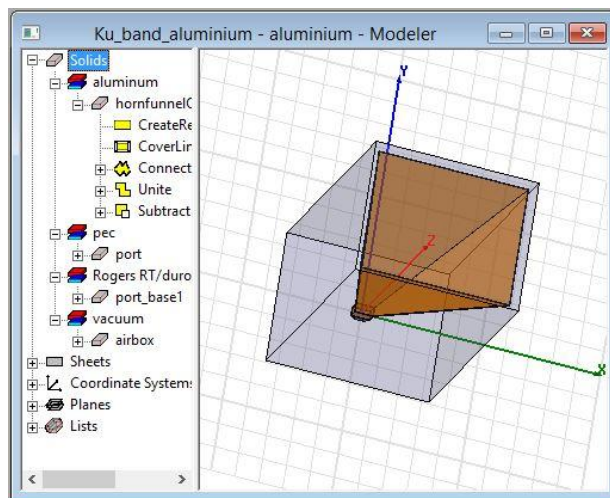 Ku_band_aluminium - aluminium - Modeler
Solids
aluminum
hornfunnelC
CreateRe
CoverLin
Connect
Unite
Subtract
pec
port
Rogers RT/duro
port_base1
vacuum
airbox
Sheets
Coordinate Systems
Planes
Lists
Y
Z
X